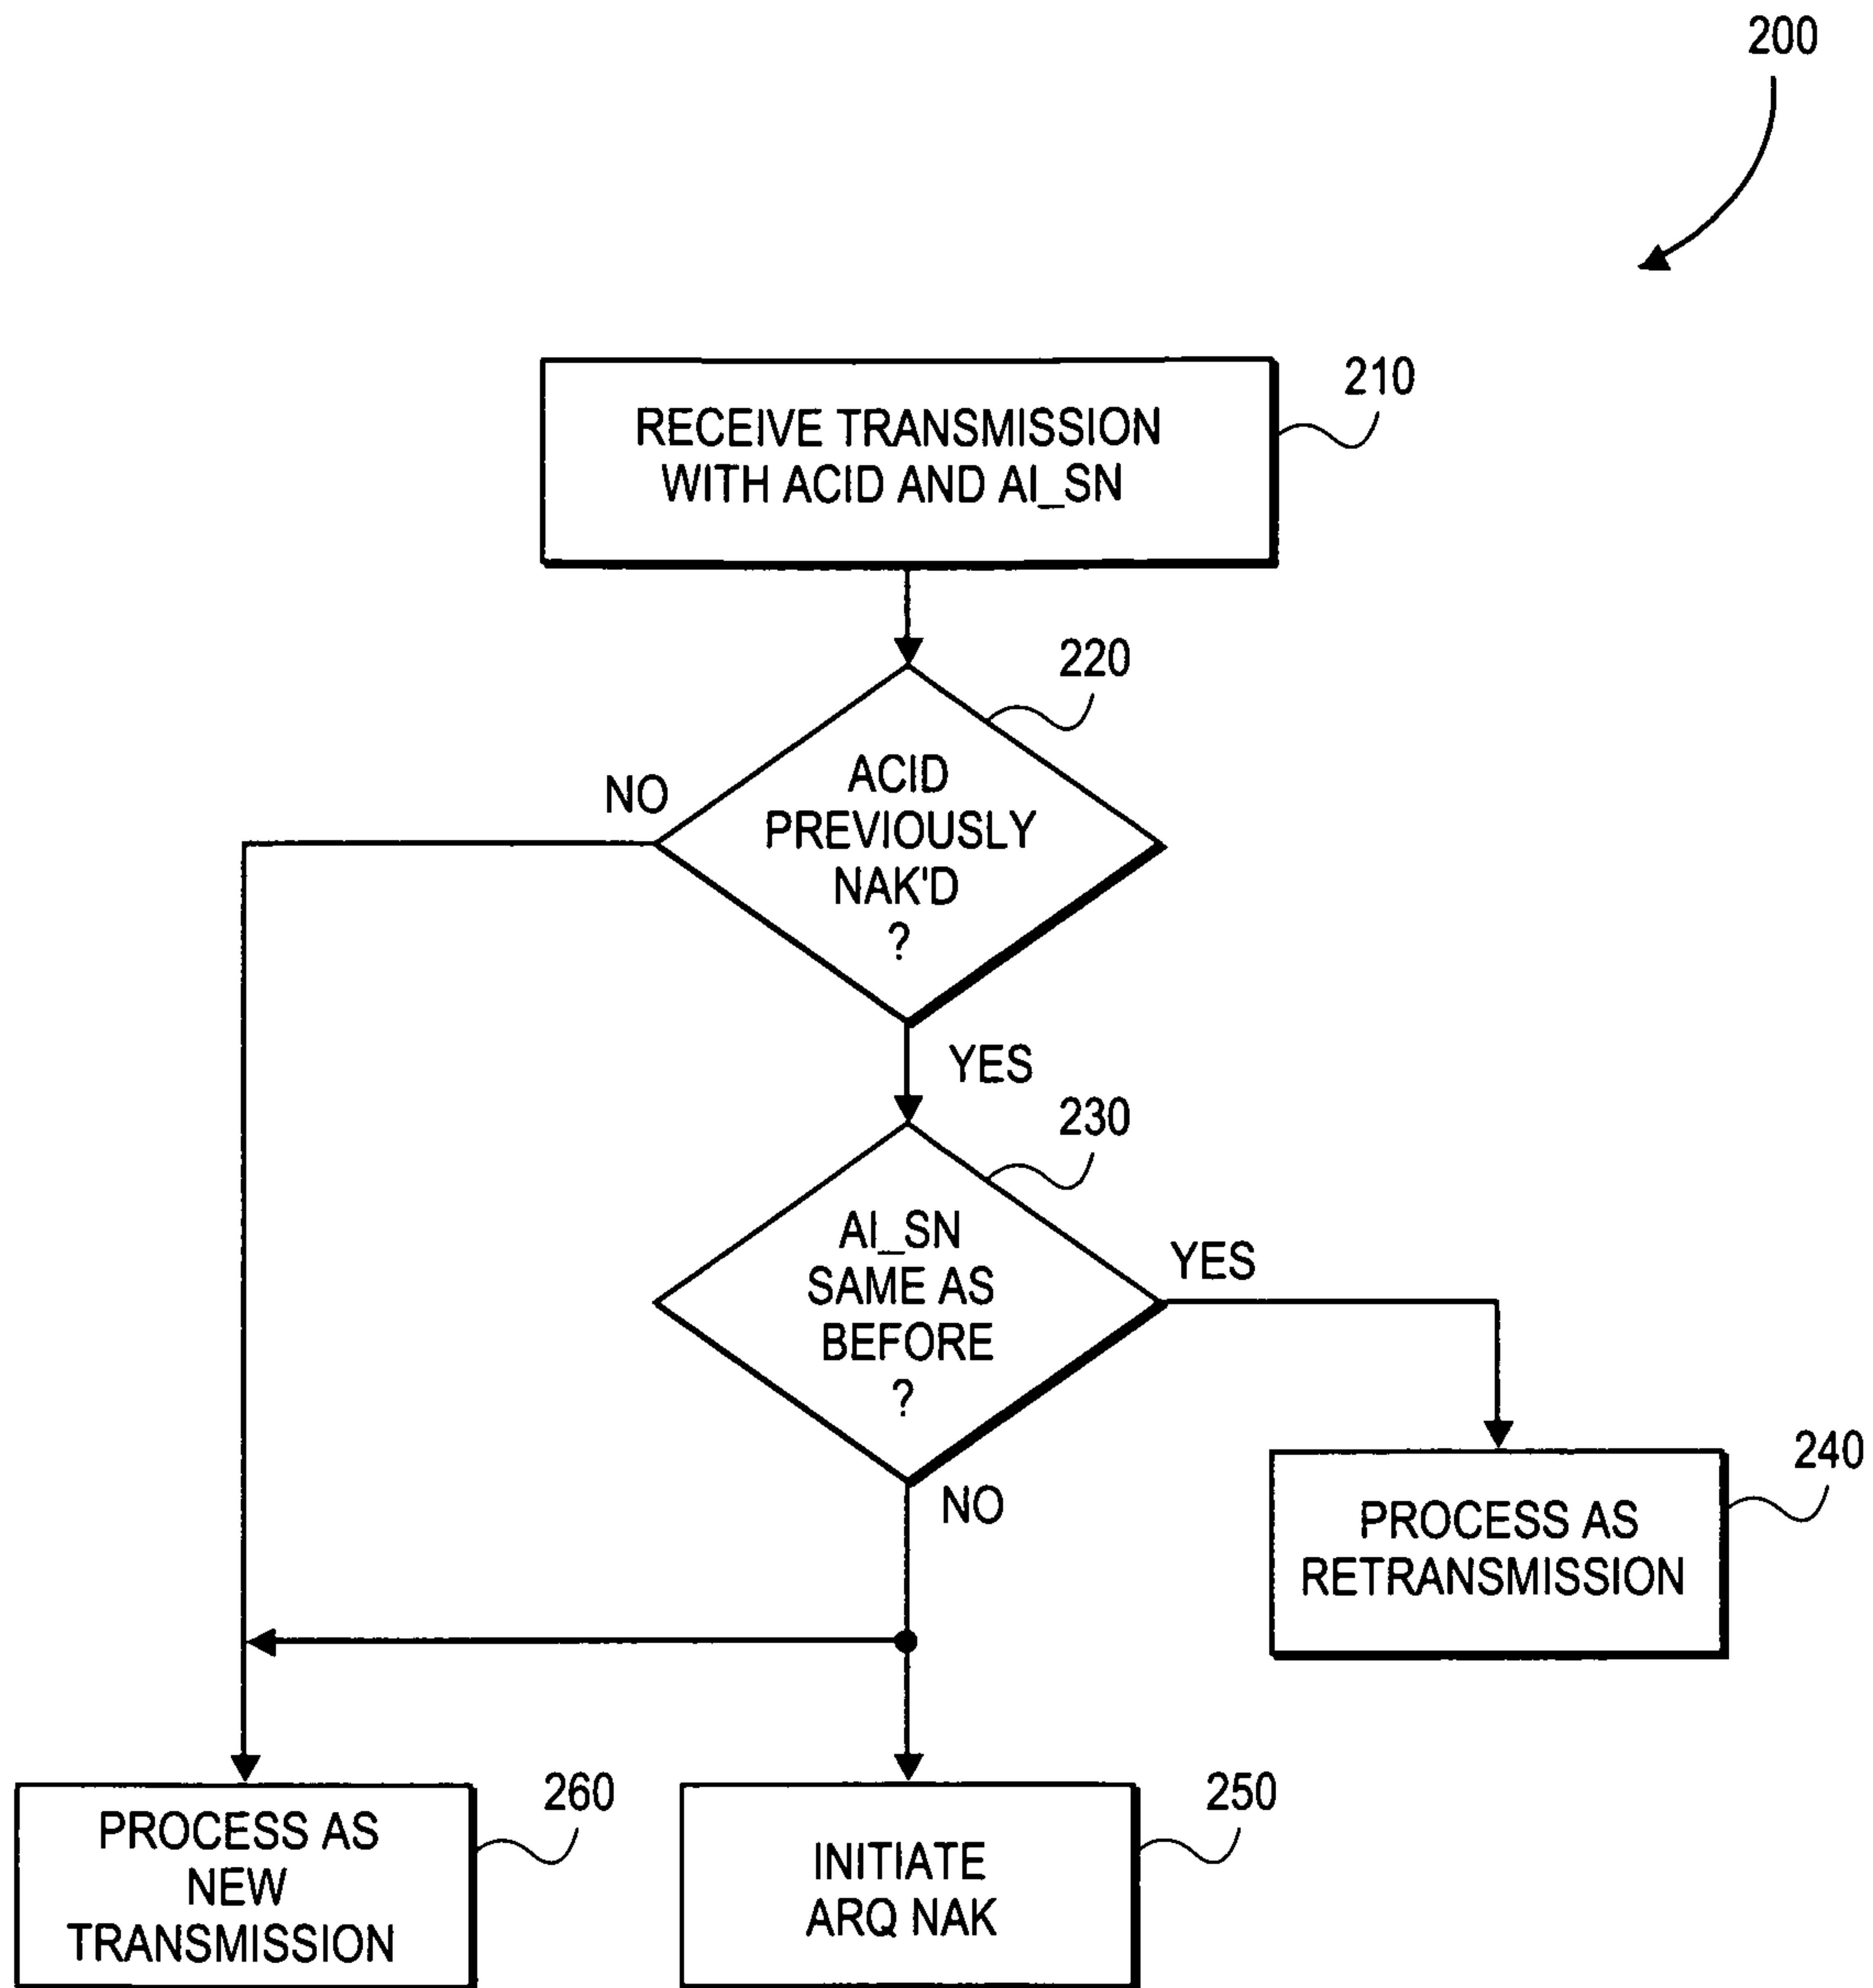 200
210
RECEIVE TRANSMISSION
WITH ACID AND AI_SN
220
NO
ACID
PREVIOUSLY
NAK'D
?
YES
230
AI_SN
SAME AS
BEFORE
?
YES
NO
240
PROCESS AS
RETRANSMISSION
260
PROCESS AS
NEW
TRANSMISSION
250
INITIATE
ARQ NAK